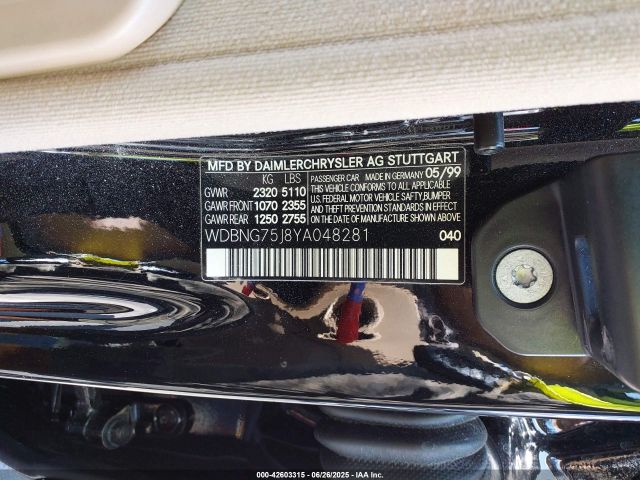 MFD BY DAIMLERCHRYSLER AG STUTTGART
KG LBS PASSENGER CAR MADE IN GERMANY 05/99
GVWR 2320 5110 THIS VEHICLE CONFORMS TO ALL APPLICABLE
GAWR FRONT 1070 2355 U.S. FEDERAL MOTOR VEHICLE SAFETY, BUMPER
AND THEFT PREVENTION STANDARDS IN EFFECT
GAWR REAR 1250 2755 ON THE DATE OF MANUFACTURE SHOWN ABOVE
WDBNG75J8YA048281 040
000-42603315 / 06/26/2025 - © IAA Inc.